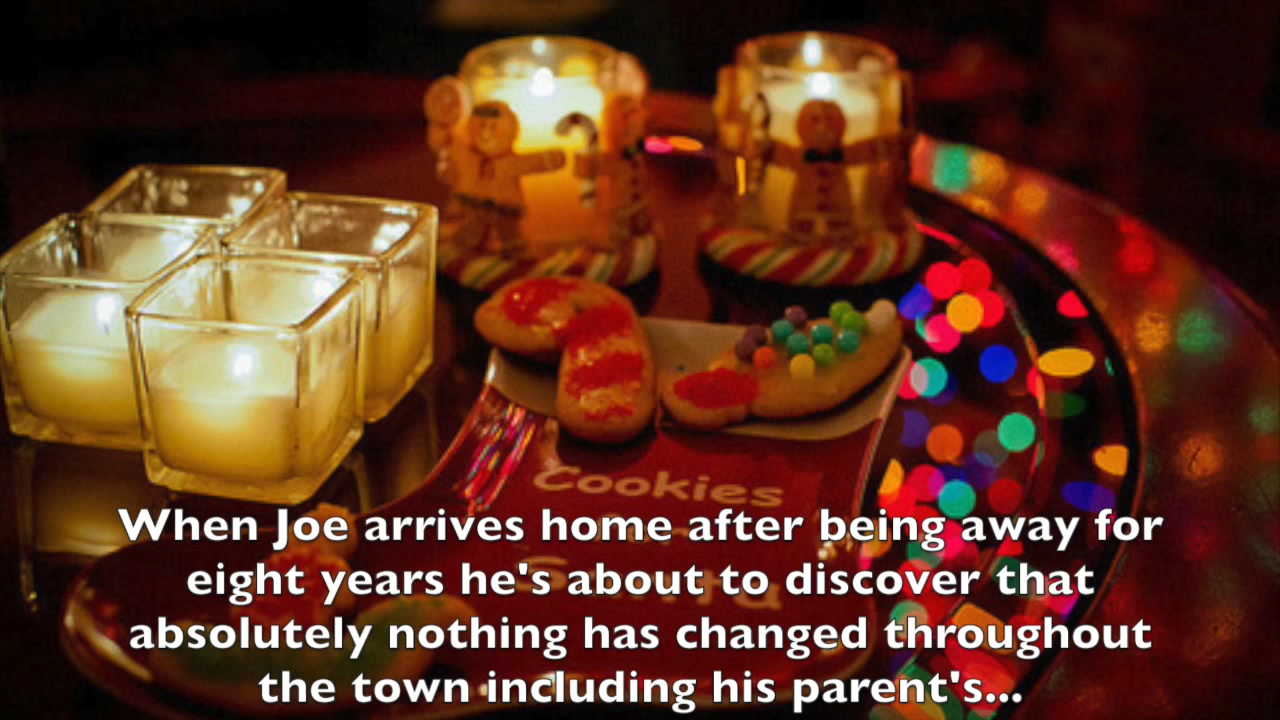 Cookies
When Joe arrives home after being away for
eight years he's about to discover that
absolutely nothing has changed throughout
the town including his parent's...